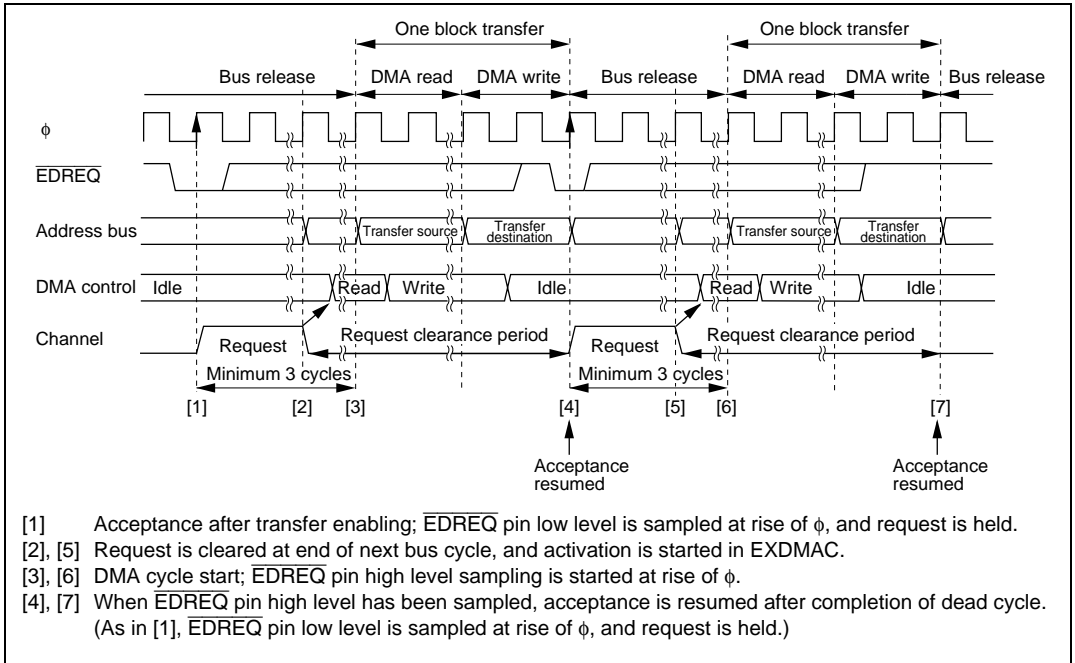 One block transfer One block transfer
Bus release DMA read DMA write Bus release DMA read DMA write Bus release
φ
EDREQ
Address bus Transfer source Transfer destination Transfer source Transfer destination
DMA control Idle Read Write Idle Read Write Idle
Channel Request Request clearance period Request Request clearance period
Minimum 3 cycles Minimum 3 cycles
[1] [2] [3] [4] [5] [6] [7]
Acceptance resumed Acceptance resumed
[1] Acceptance after transfer enabling; EDREQ pin low level is sampled at rise of φ, and request is held.
[2], [5] Request is cleared at end of next bus cycle, and activation is started in EXDMAC.
[3], [6] DMA cycle start; EDREQ pin high level sampling is started at rise of φ.
[4], [7] When EDREQ pin high level has been sampled, acceptance is resumed after completion of dead cycle.
(As in [1], EDREQ pin low level is sampled at rise of φ, and request is held.)